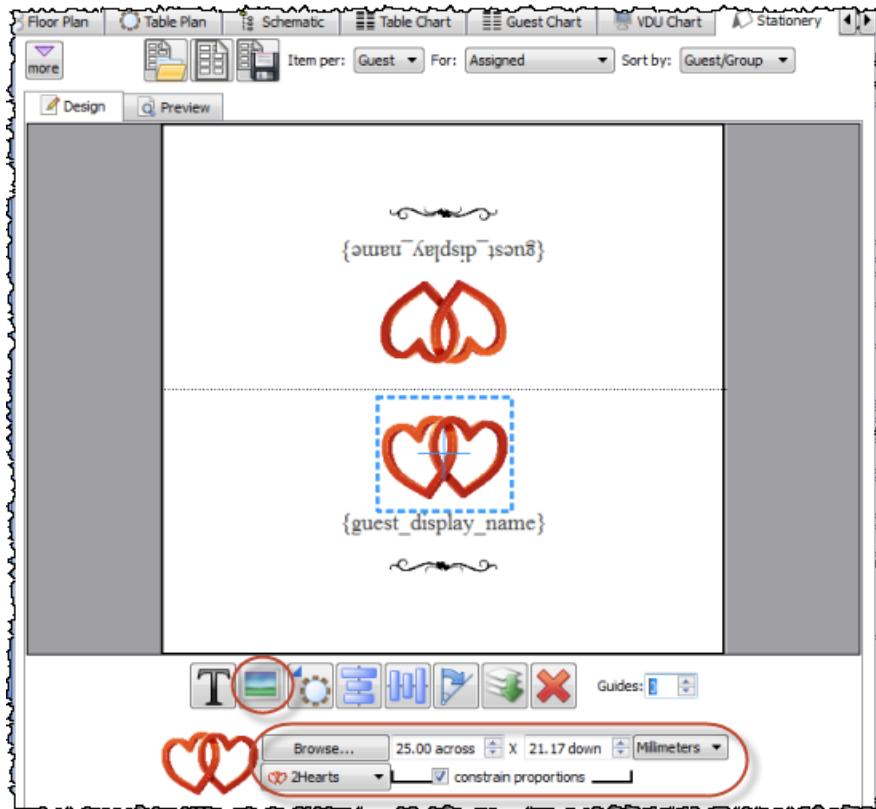 Floor Plan Table Plan Schematic Table Chart Guest Chart VDU Chart Stationery
more Item per: Guest For: Assigned Sort by: Guest/Group
Design Preview
{guest_display_name}
{guest_display_name}
T Guides:
Browse... 25.00 across X 21.17 down Millimeters
2Hearts constrain proportions